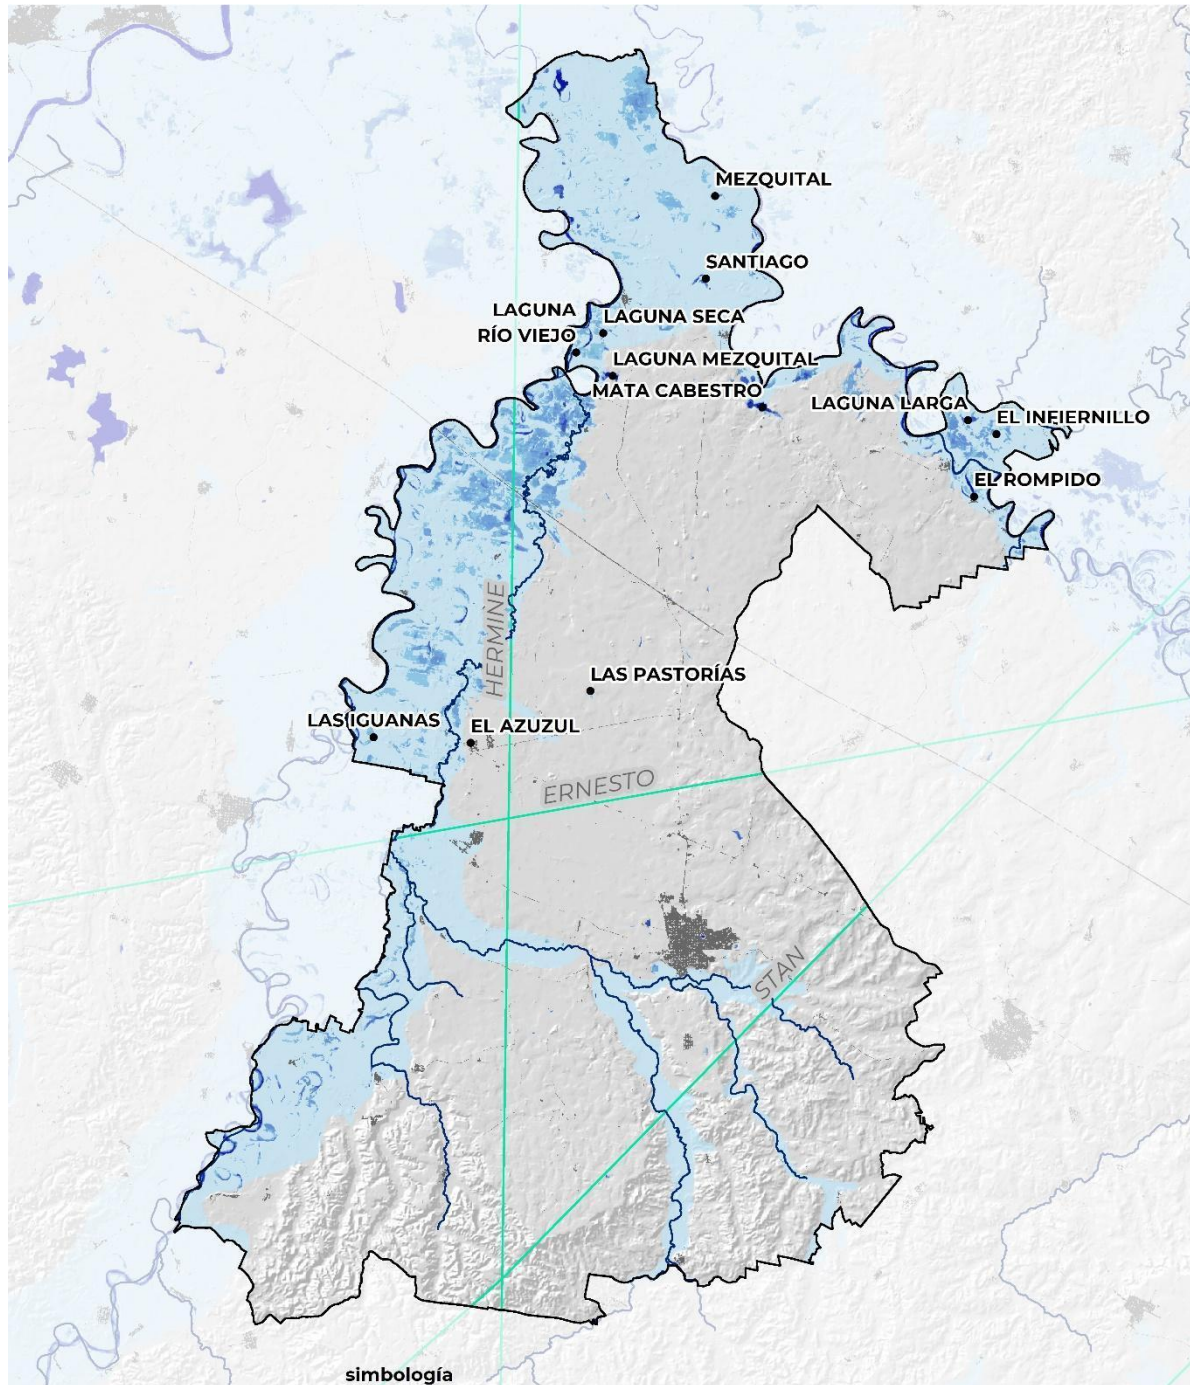 MEZQUITAL
SANTIAGO
LAGUNA
RÍO VIEJO
LAGUNA SECA
LAGUNA MEZQUITAL
MATA CABESTRO
LAGUNA LARGA
EL INFIERNILLO
EL ROMPIDO
HERMINE
LAS PASTORÍAS
LAS IGUANAS
EL AZUZUL
ERNESTO
STAN
simbología